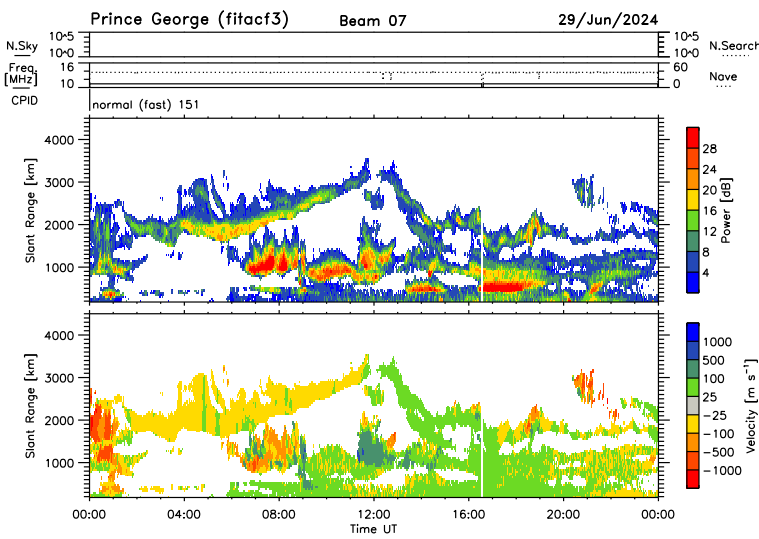 Prince George (fitacf3) Beam 07 29/Jun/2024
10^5 10^5
N.Sky N.Search
10^0 10^0
Freq. 16 60
[MHz] Nave
10 0
CPID normal (fast) 151
4000
3000
2000
1000
Slant Range [km]
28
24
20
16
12
8
4
Power [dB]
4000
3000
2000
1000
Slant Range [km]
1000
500
100
25
−25
−100
−500
−1000
Velocity [m s⁻¹]
00:00 04:00 08:00 12:00 16:00 20:00 00:00
Time UT